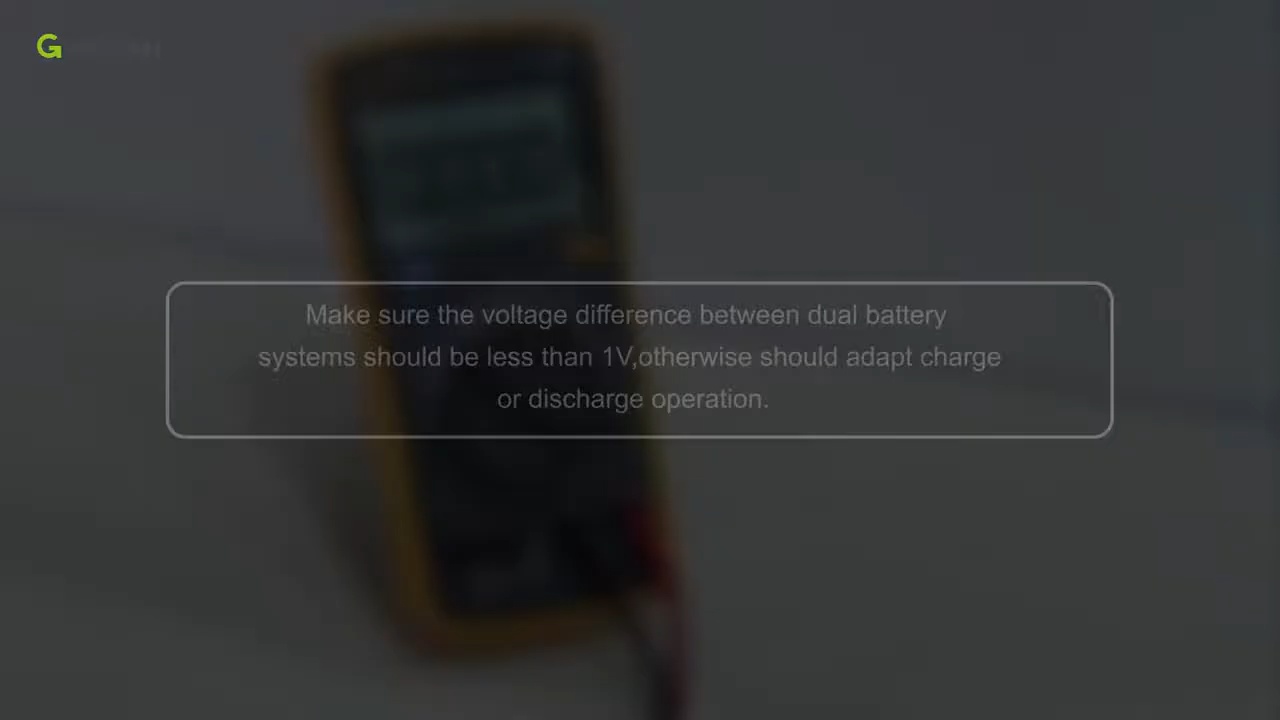 G
Make sure the voltage difference between dual battery
systems should be less than 1V,otherwise should adapt charge
or discharge operation.